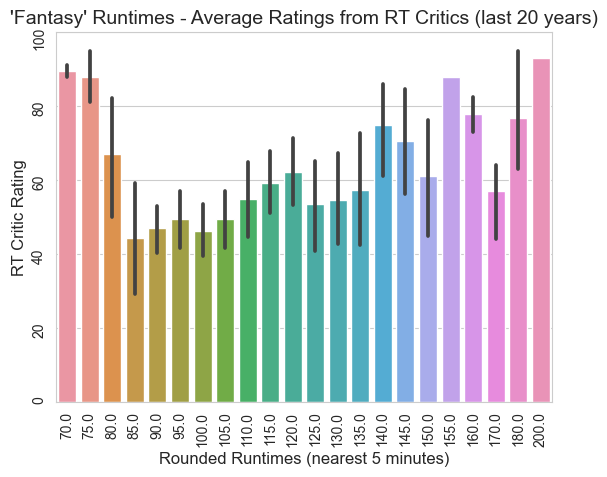 'Fantasy' Runtimes - Average Ratings from RT Critics (last 20 years)
100
80
60
40
20
0
RT Critic Rating
70.0 75.0 80.0 85.0 90.0 95.0 100.0 105.0 110.0 115.0 120.0 125.0 130.0 135.0 140.0 145.0 150.0 155.0 160.0 170.0 180.0 200.0
Rounded Runtimes (nearest 5 minutes)